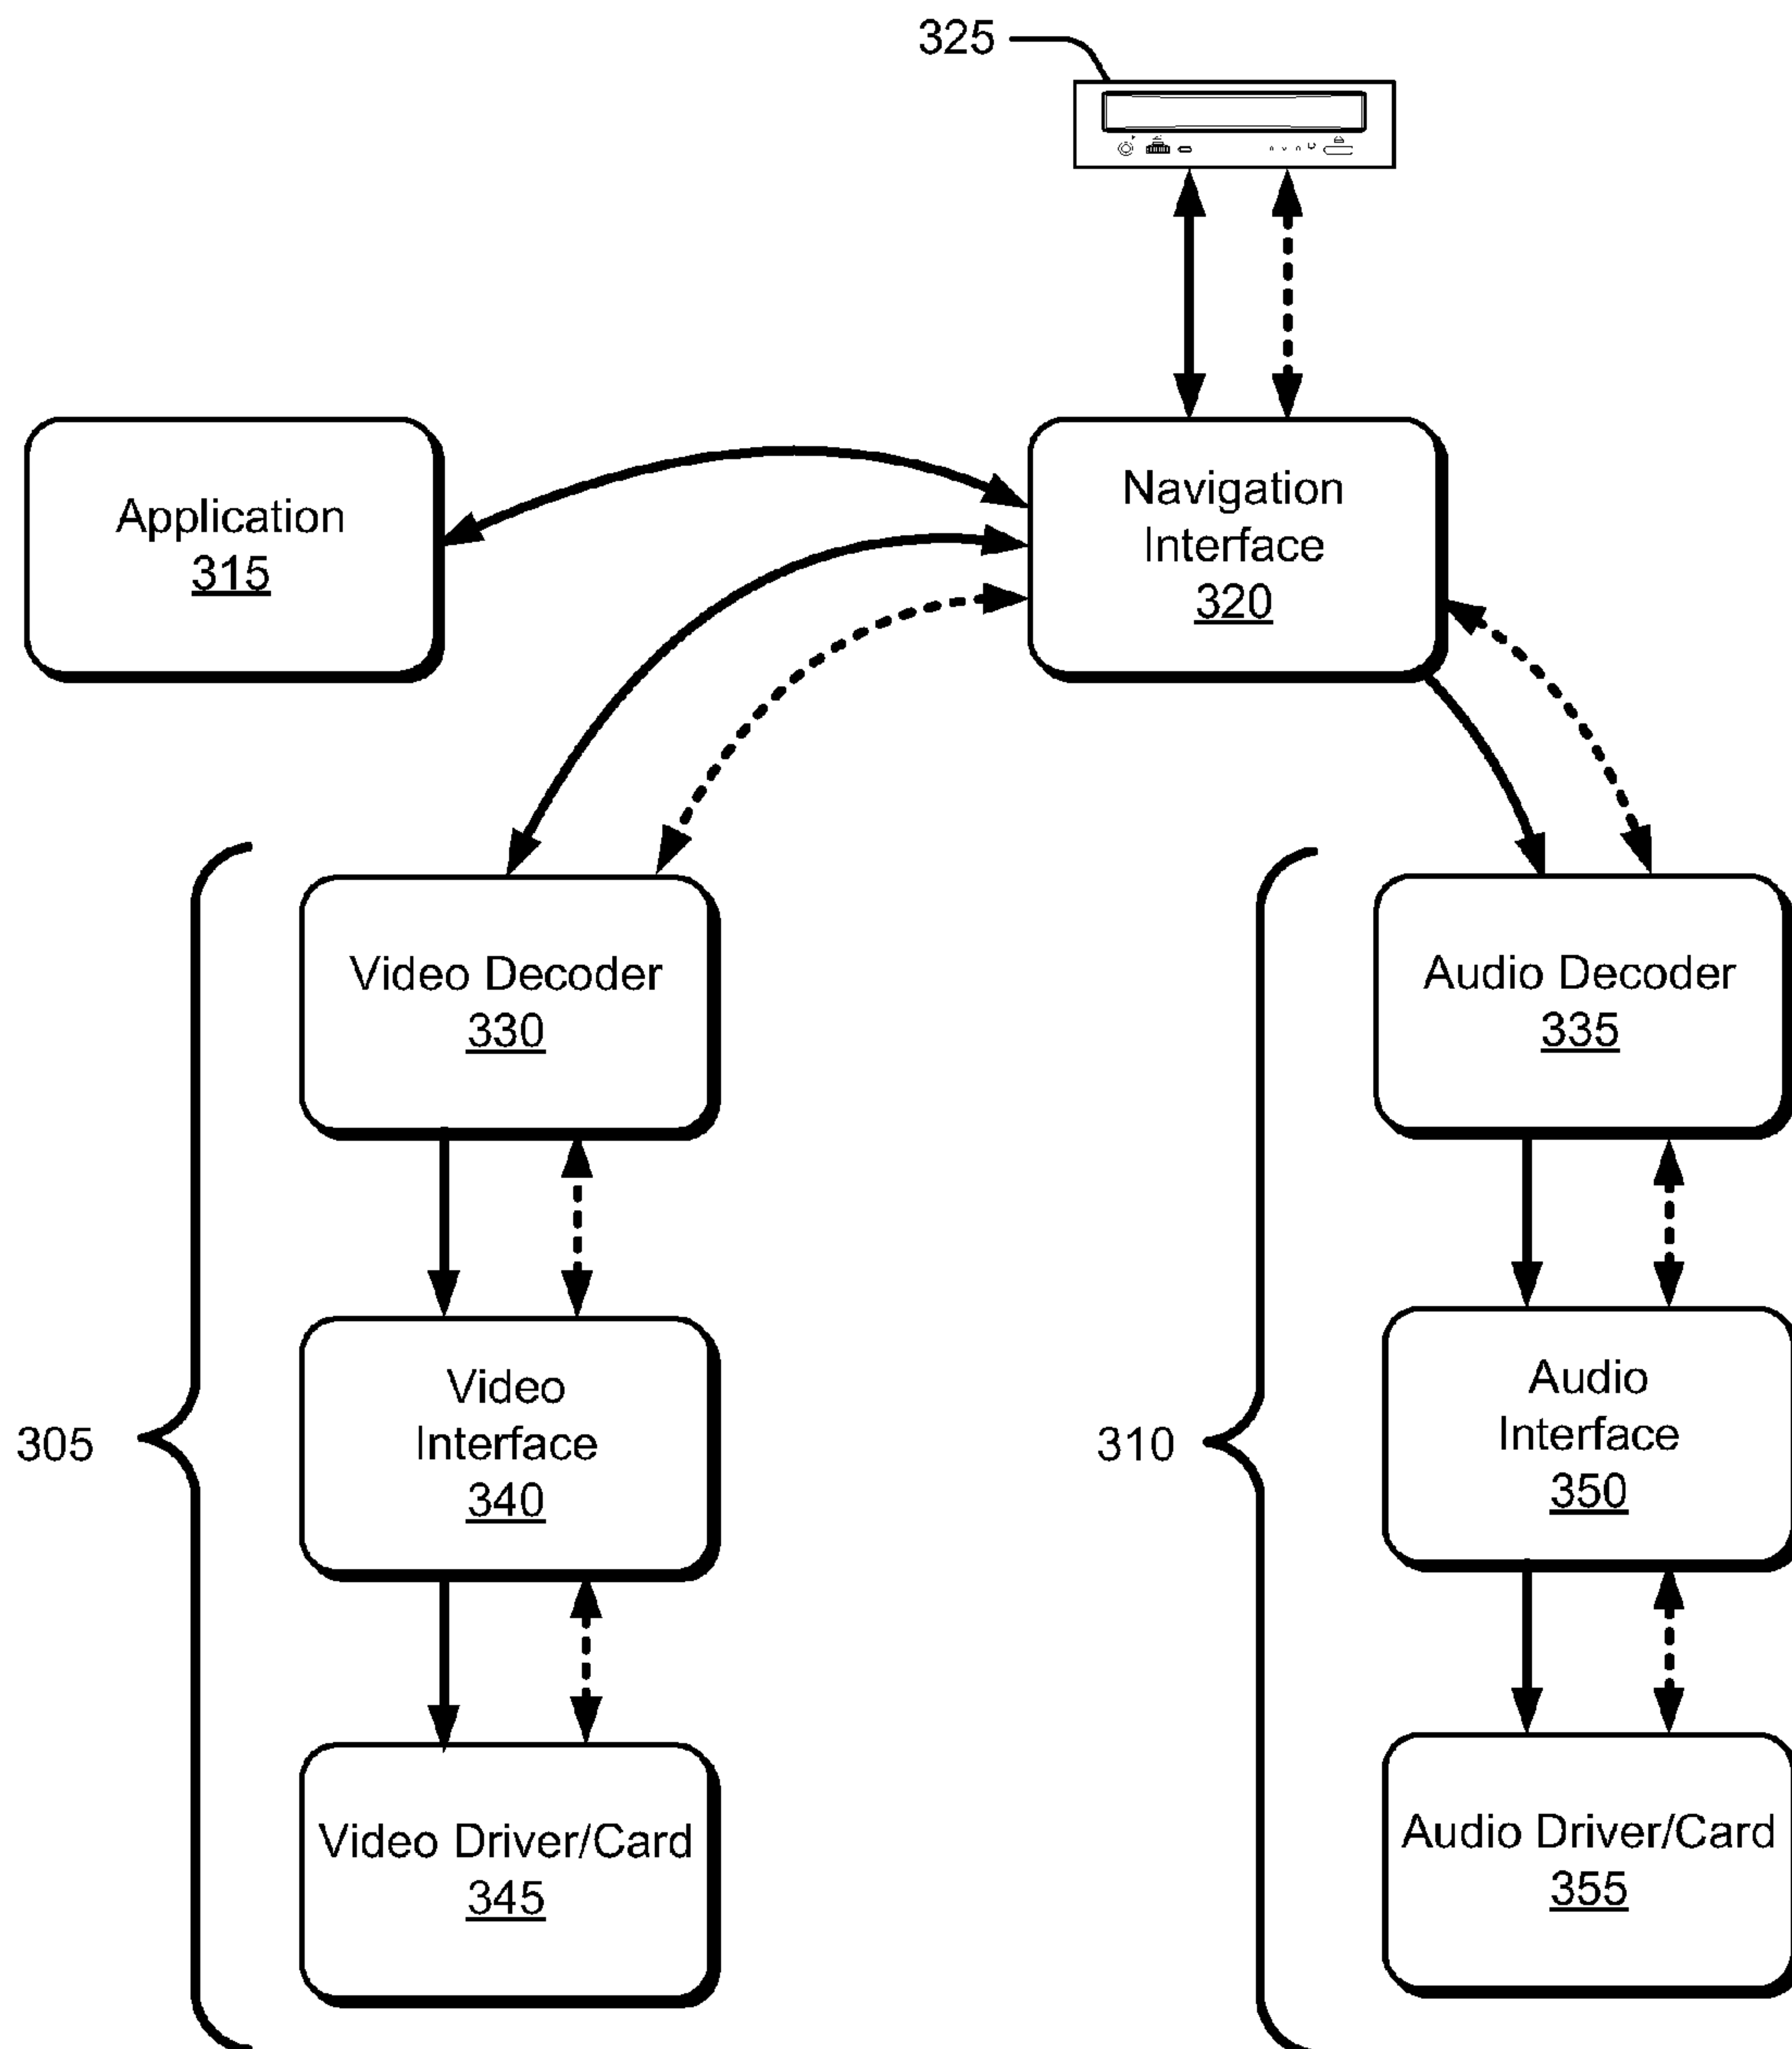 325
Application
315
Navigation
Interface
320
Video Decoder
330
Audio Decoder
335
305
Video
Interface
340
310
Audio
Interface
350
Video Driver/Card
345
Audio Driver/Card
355